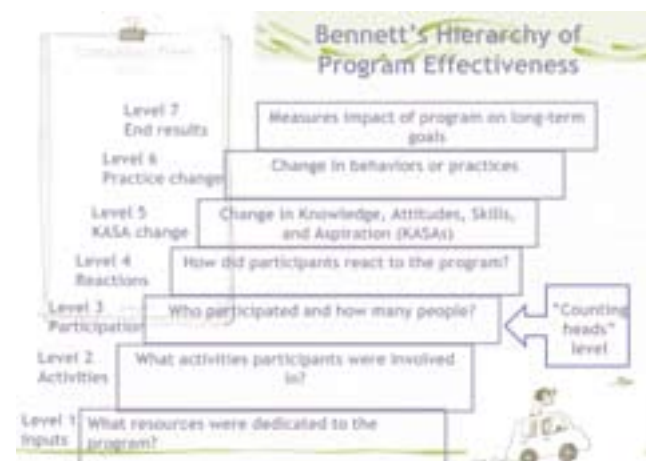 Bennett's Hierarchy of
Program Effectiveness
Level 7
End results
Measures impact of program on long-term
goals
Level 6
Practice change
Change in behaviors or practices
Level 5
KASA change
Change in Knowledge, Attitudes, Skills,
and Aspiration (KASAs)
Level 4
Reactions
How did participants react to the program?
Level 3
Participation
Who participated and how many people?
"Counting
heads"
level
Level 2
Activities
What activities participants were involved
in?
Level 1
Inputs
What resources were dedicated to the
program?